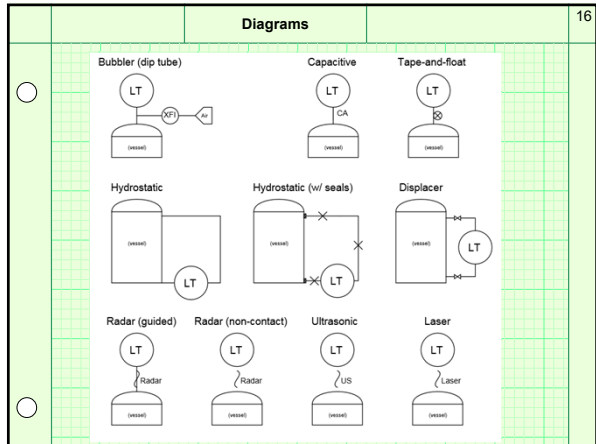 Diagrams
16
Bubbler (dip tube)
Capacitive
Tape-and-float
LT
LT
LT
XFI
Air
CA
(vessel)
(vessel)
(vessel)
Hydrostatic
Hydrostatic (w/ seals)
Displacer
(vessel)
(vessel)
(vessel)
LT
LT
LT
Radar (guided)
Radar (non-contact)
Ultrasonic
Laser
LT
LT
LT
LT
Radar
Radar
US
Laser
(vessel)
(vessel)
(vessel)
(vessel)